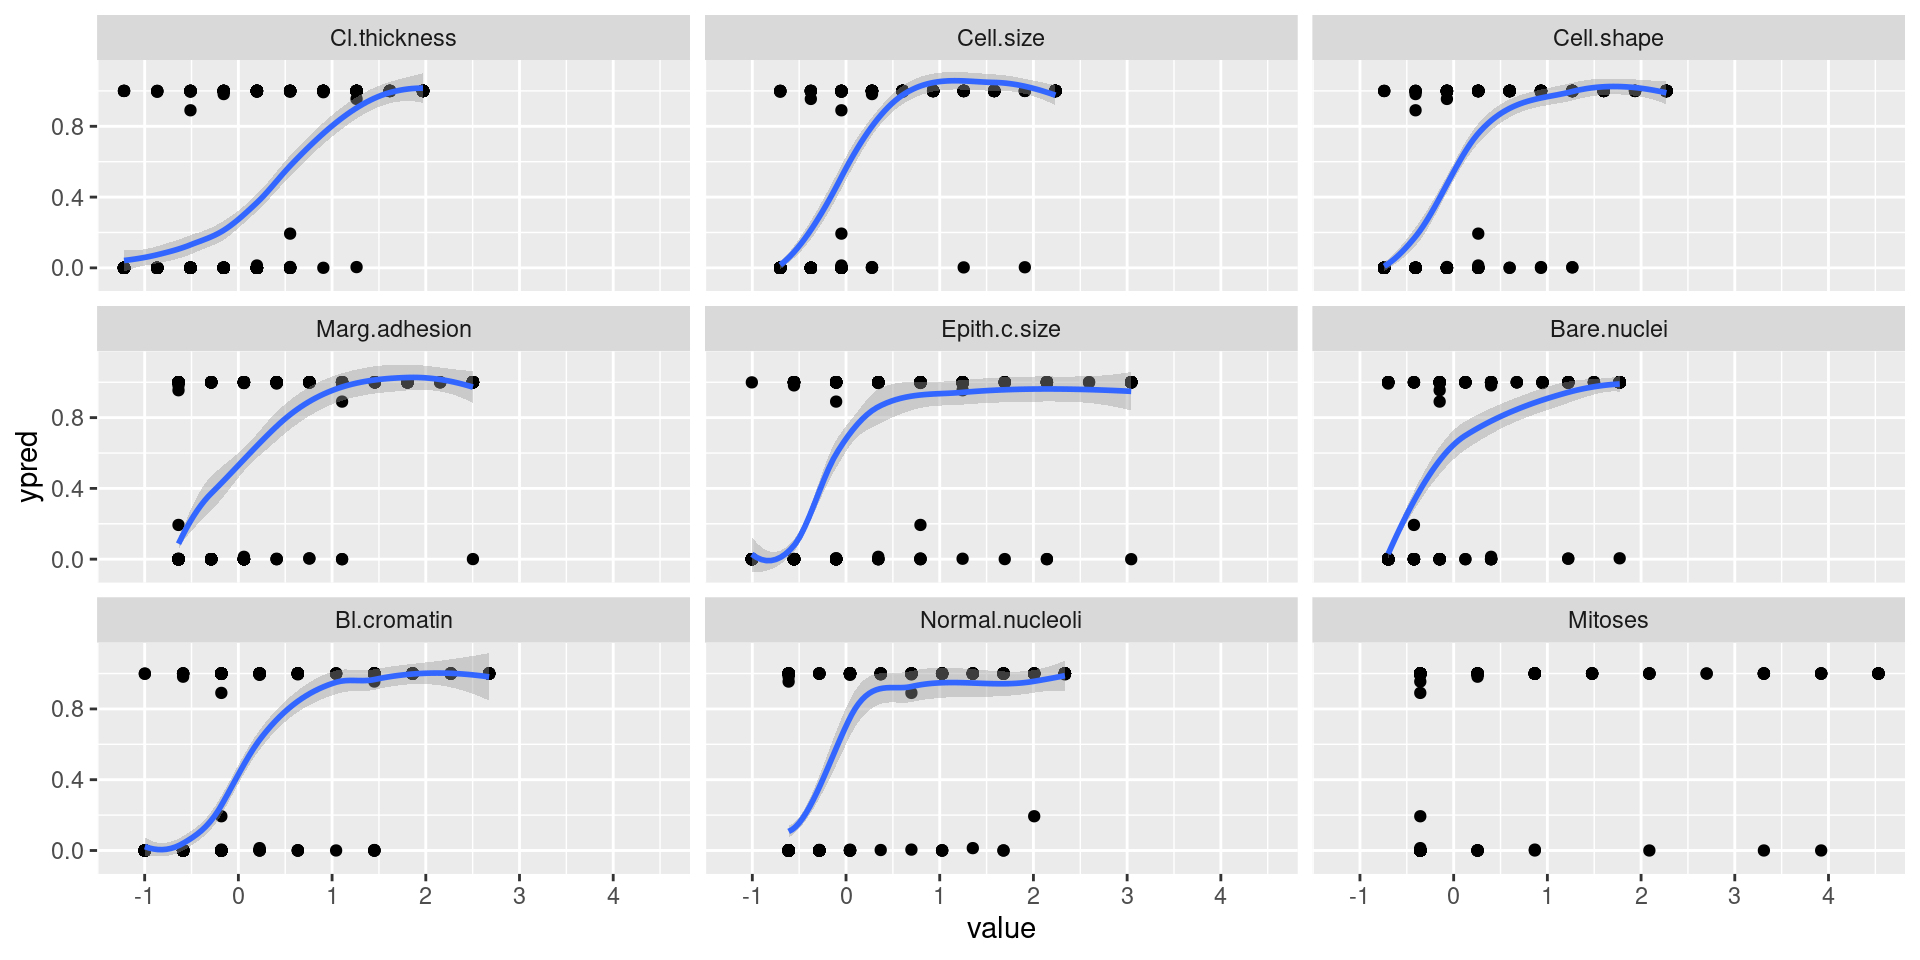 Cl.thickness Cell.size Cell.shape
0.8
0.4
0.0
Marg.adhesion Epith.c.size Bare.nuclei
0.8
0.4
0.0
ypred
Bl.cromatin Normal.nucleoli Mitoses
0.8
0.4
0.0
-1 0 1 2 3 4 -1 0 1 2 3 4 -1 0 1 2 3 4
value